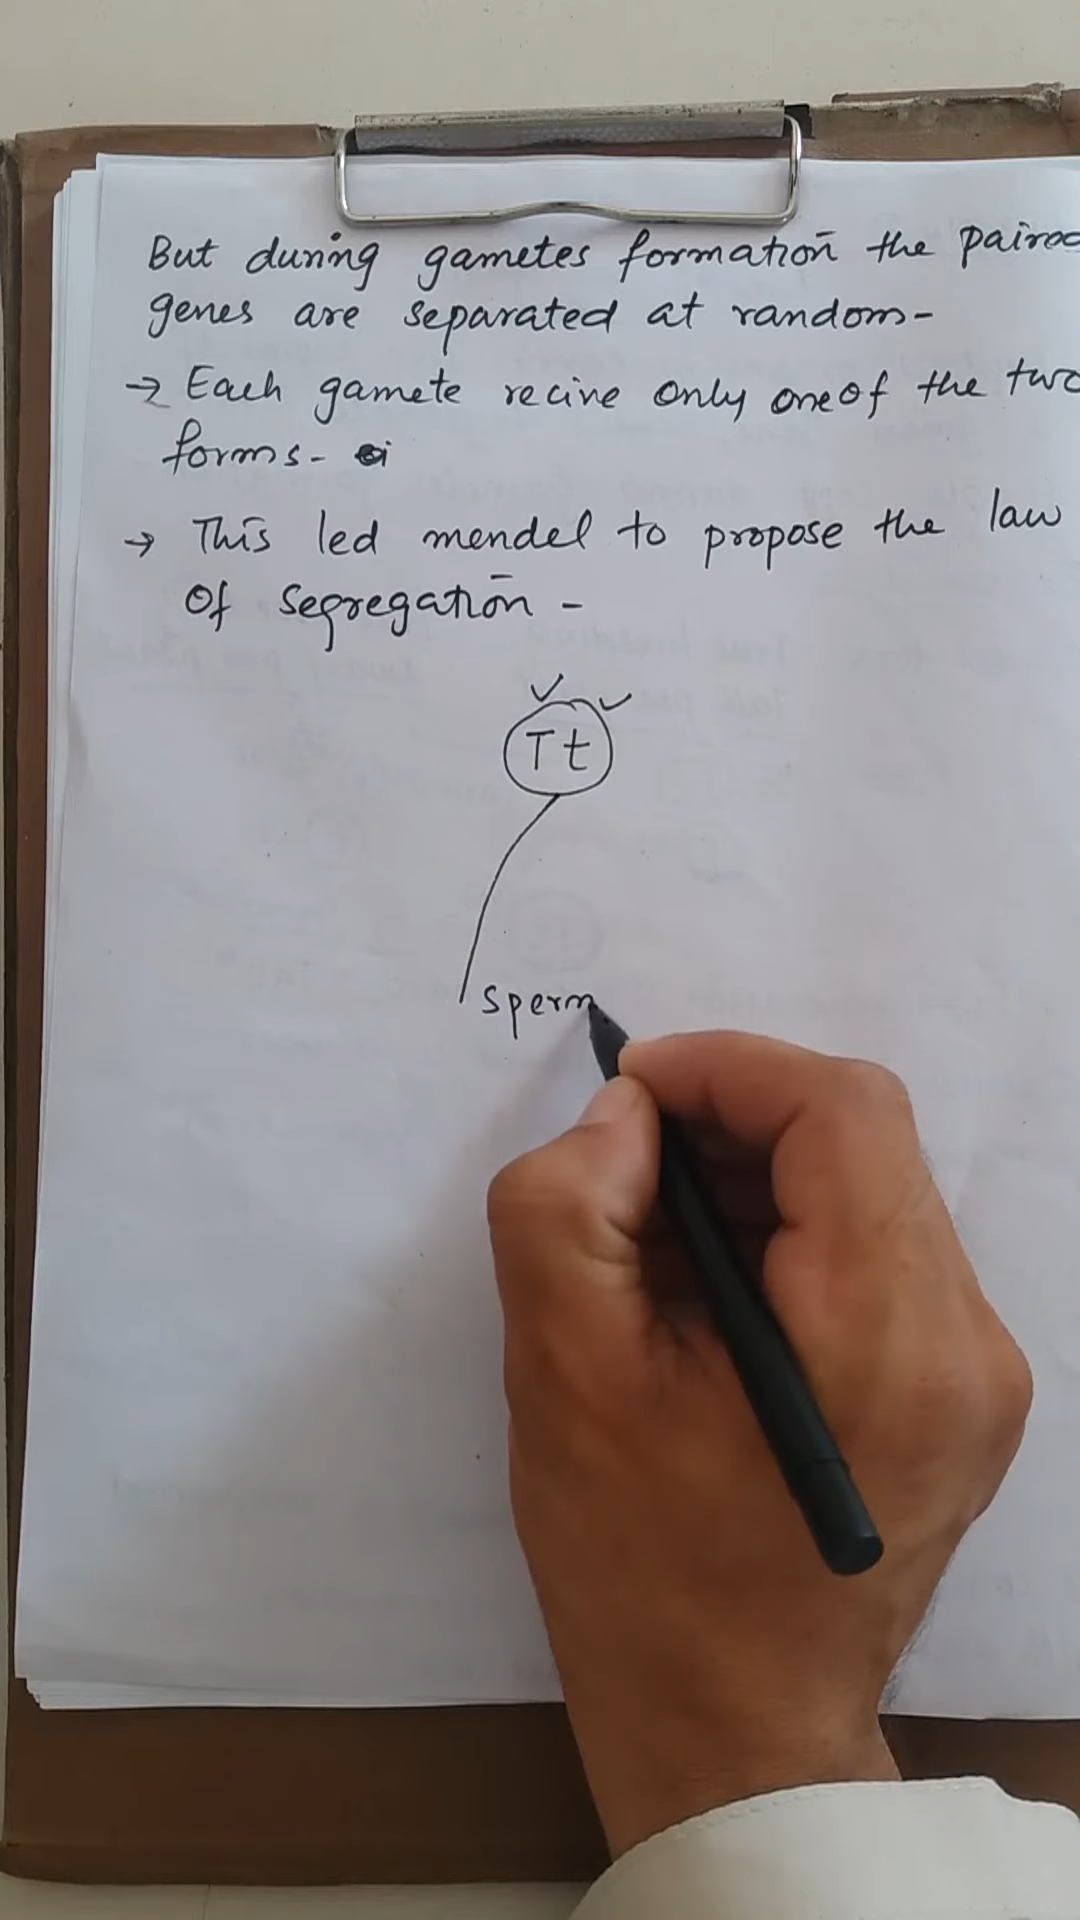 But during gametes formation the paired
genes are separated at random-
→ Each gamete recive only one of the two
forms-
→ This led mendel to propose the law
of segregation -
Tt
Sperm